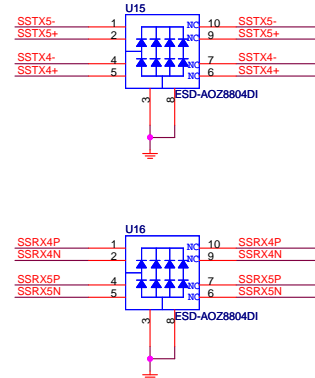 U15
SSTX5- 1 NC 10 SSTX5-
SSTX5+ 2 NC 9 SSTX5+
SSTX4- 4 NC 7 SSTX4-
SSTX4+ 5 NC 6 SSTX4+
3 8 ESD-AOZ8804DI
U16
SSRX4P 1 NC 10 SSRX4P
SSRX4N 2 NC 9 SSRX4N
SSRX5P 4 NC 7 SSRX5P
SSRX5N 5 NC 6 SSRX5N
3 8 ESD-AOZ8804DI